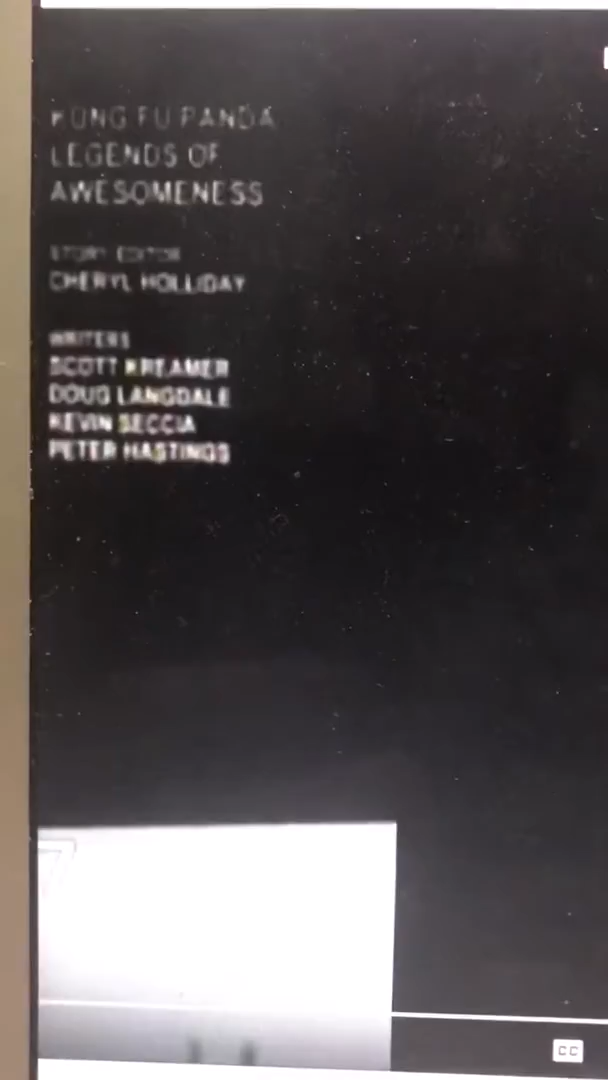 KUNG FU PANDA
LEGENDS OF
AWESOMENESS
STORY EDITOR
CHERYL HOLLIDAY
WRITERS
SCOTT KREAMER
DOUG LANGDALE
KEVIN SECCIA
PETER HASTINGS
CC